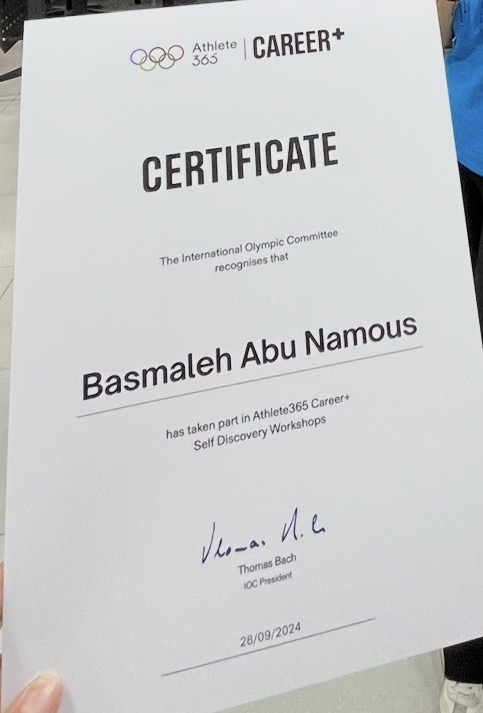 Athlete 365 | CAREER+
CERTIFICATE
The International Olympic Committee
recognises that
Basmaleh Abu Namous
has taken part in Athlete365 Career+
Self Discovery Workshops
Thomas Bach
IOC President
28/09/2024